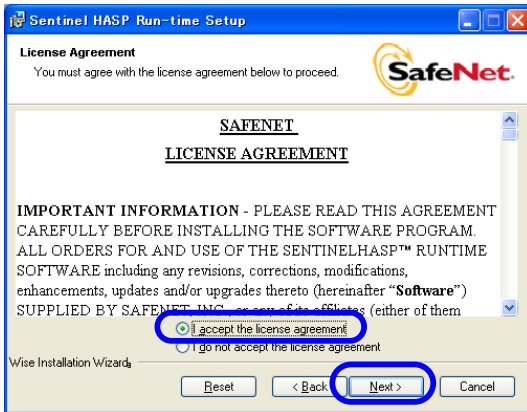 Sentinel HASP Run-time Setup
License Agreement
You must agree with the license agreement below to proceed.
SafeNet.
SAFENET
LICENSE AGREEMENT
IMPORTANT INFORMATION - PLEASE READ THIS AGREEMENT
CAREFULLY BEFORE INSTALLING THE SOFTWARE PROGRAM.
ALL ORDERS FOR AND USE OF THE SENTINELHASP™ RUNTIME
SOFTWARE including any revisions, corrections, modifications,
enhancements, updates and/or upgrades thereto (hereinafter “Software”)
SUPPLIED BY SAFENET, INC., or any of its affiliates (either of them
I accept the license agreement
I do not accept the license agreement
Wise Installation Wizard®
Reset
< Back
Next >
Cancel